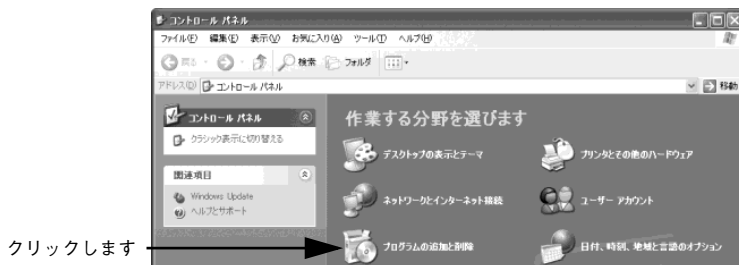 コントロール パネル
ファイル(F) 編集(E) 表示(V) お気に入り(A) ツール(T) ヘルプ(H)
戻る 検索 フォルダ
アドレス(D) コントロール パネル 移動
コントロール パネル
クラシック表示に切り替える
関連項目
Windows Update
ヘルプとサポート
作業する分野を選びます
デスクトップの表示とテーマ
プリンタとその他のハードウェア
ネットワークとインターネット接続
ユーザー アカウント
クリックします
プログラムの追加と削除
日付、時刻、地域と言語のオプション